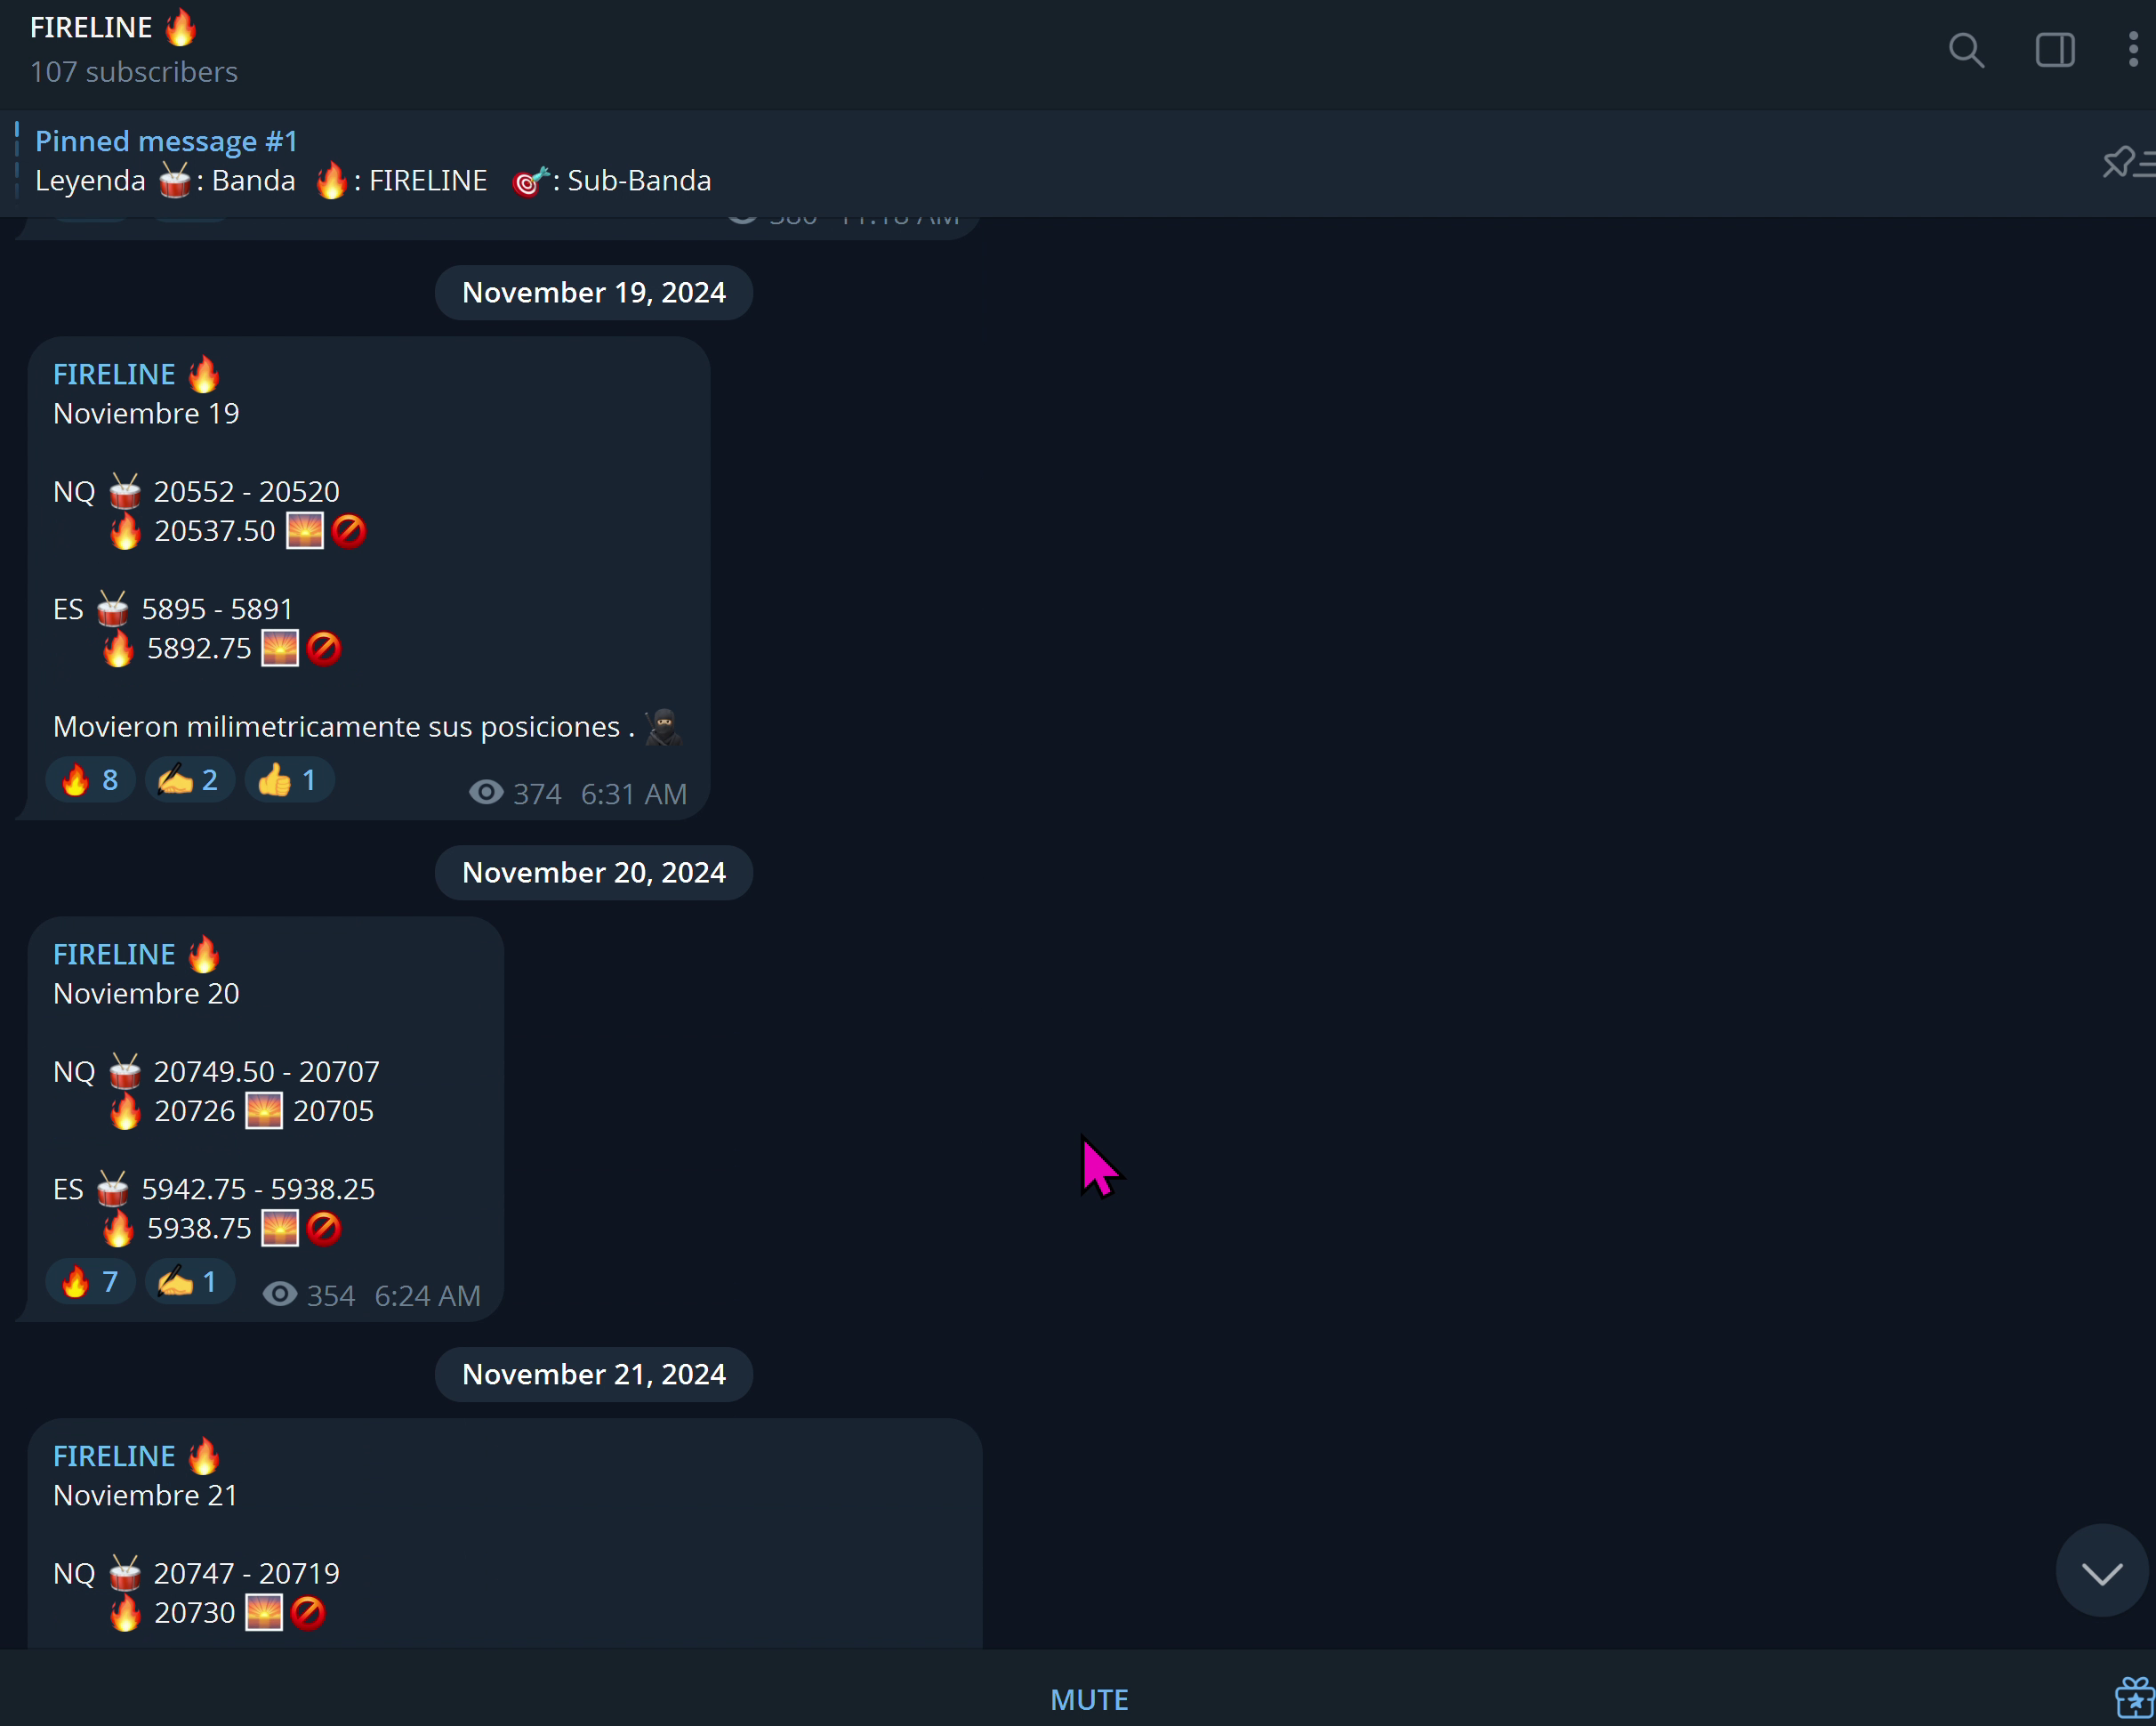 FIRELINE 🔥
107 subscribers
Pinned message #1
Leyenda 🥁: Banda 🔥: FIRELINE 🎯: Sub-Banda
November 19, 2024
FIRELINE 🔥
Noviembre 19
NQ 🥁 20552 - 20520
🔥 20537.50 🌅🚫
ES 🥁 5895 - 5891
🔥 5892.75 🌅🚫
Movieron milimetricamente sus posiciones . 🥷
🔥 8 ✍️ 2 👍 1 374 6:31 AM
November 20, 2024
FIRELINE 🔥
Noviembre 20
NQ 🥁 20749.50 - 20707
🔥 20726 🌅 20705
ES 🥁 5942.75 - 5938.25
🔥 5938.75 🌅🚫
🔥 7 ✍️ 1 354 6:24 AM
November 21, 2024
FIRELINE 🔥
Noviembre 21
NQ 🥁 20747 - 20719
🔥 20730 🌅🚫
MUTE